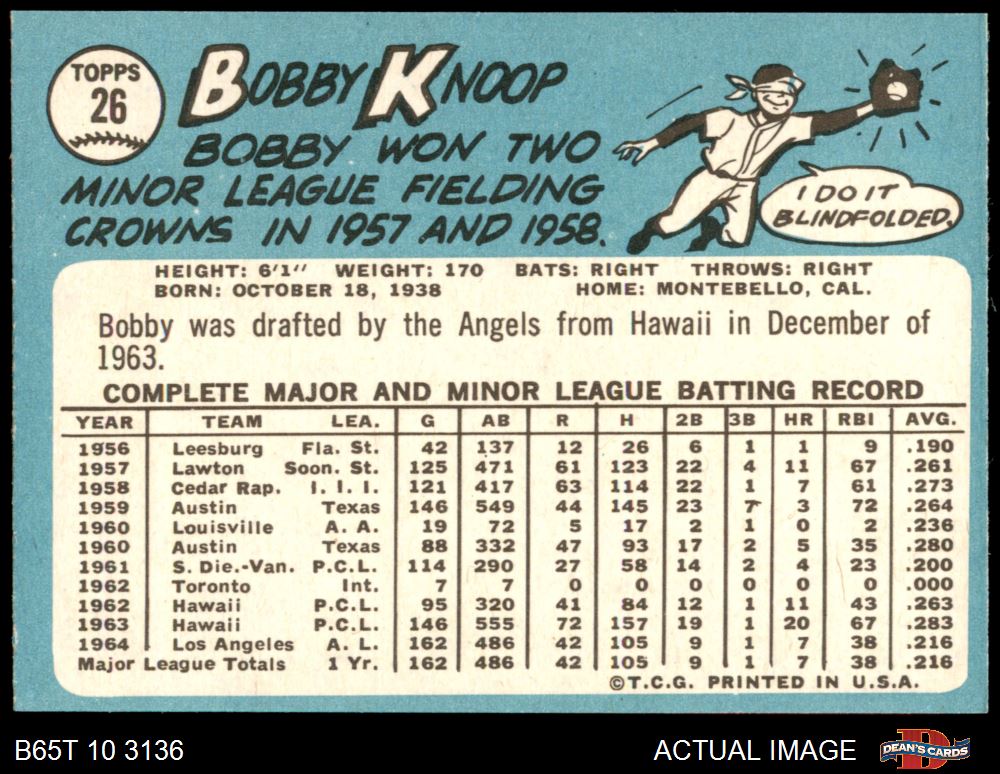 TOPPS
26
BOBBY KNOOP
BOBBY WON TWO
MINOR LEAGUE FIELDING
CROWNS IN 1957 AND 1958.
I DO IT
BLINDFOLDED.
HEIGHT: 6'1" WEIGHT: 170 BATS: RIGHT THROWS: RIGHT
BORN: OCTOBER 18, 1938 HOME: MONTEBELLO, CAL.
Bobby was drafted by the Angels from Hawaii in December of
1963.
COMPLETE MAJOR AND MINOR LEAGUE BATTING RECORD
YEAR TEAM LEA. G AB R H 2B 3B HR RBI AVG.
1956 Leesburg Fla. St. 42 137 12 26 6 1 1 9 .190
1957 Lawton Soon. St. 125 471 61 123 22 4 11 67 .261
1958 Cedar Rap. I. I. I. 121 417 63 114 22 1 7 61 .273
1959 Austin Texas 146 549 44 145 23 7 3 72 .264
1960 Louisville A. A. 19 72 5 17 2 1 0 2 .236
1960 Austin Texas 88 332 47 93 17 2 5 35 .280
1961 S. Die.-Van. P.C.L. 114 290 27 58 14 2 4 23 .200
1962 Toronto Int. 7 7 0 0 0 0 0 0 .000
1962 Hawaii P.C.L. 95 320 41 84 12 1 11 43 .263
1963 Hawaii P.C.L. 146 555 72 157 19 1 20 67 .283
1964 Los Angeles A. L. 162 486 42 105 9 1 7 38 .216
Major League Totals 1 Yr. 162 486 42 105 9 1 7 38 .216
©T.C.G. PRINTED IN U.S.A.
B65T 10 3136 ACTUAL IMAGE DEAN'S CARDS